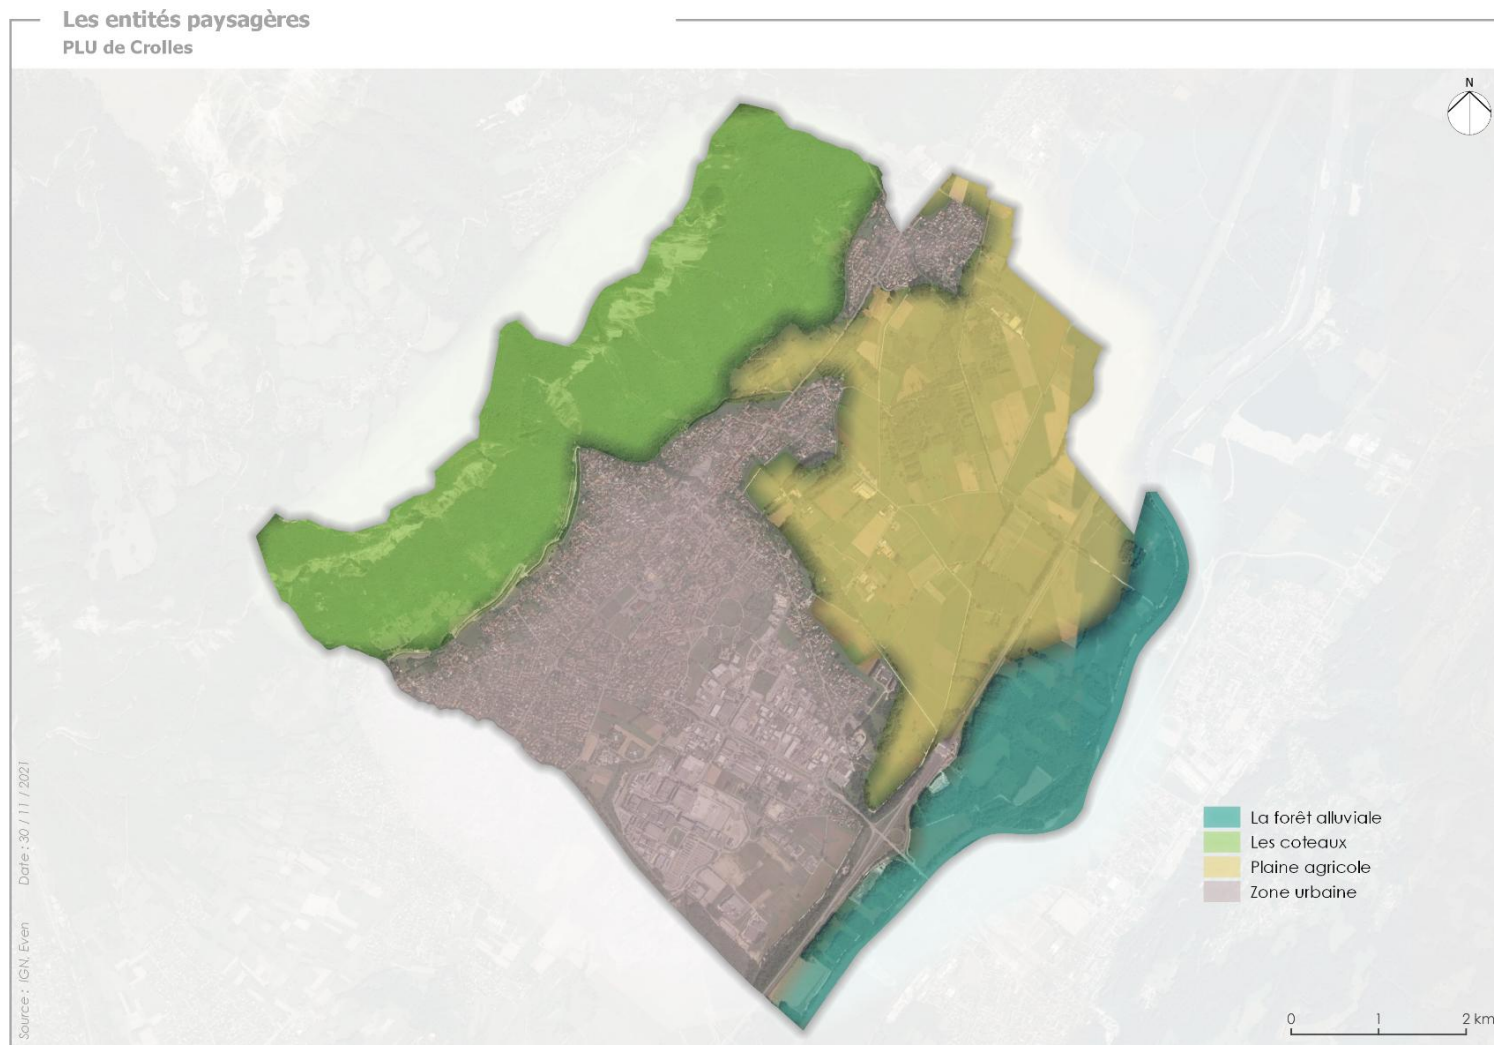 Les entités paysagères
PLU de Crolles
N
La forêt alluviale
Les coteaux
Plaine agricole
Zone urbaine
0 1 2 km
Source : IGN, Even Date : 30 / 11 / 2021